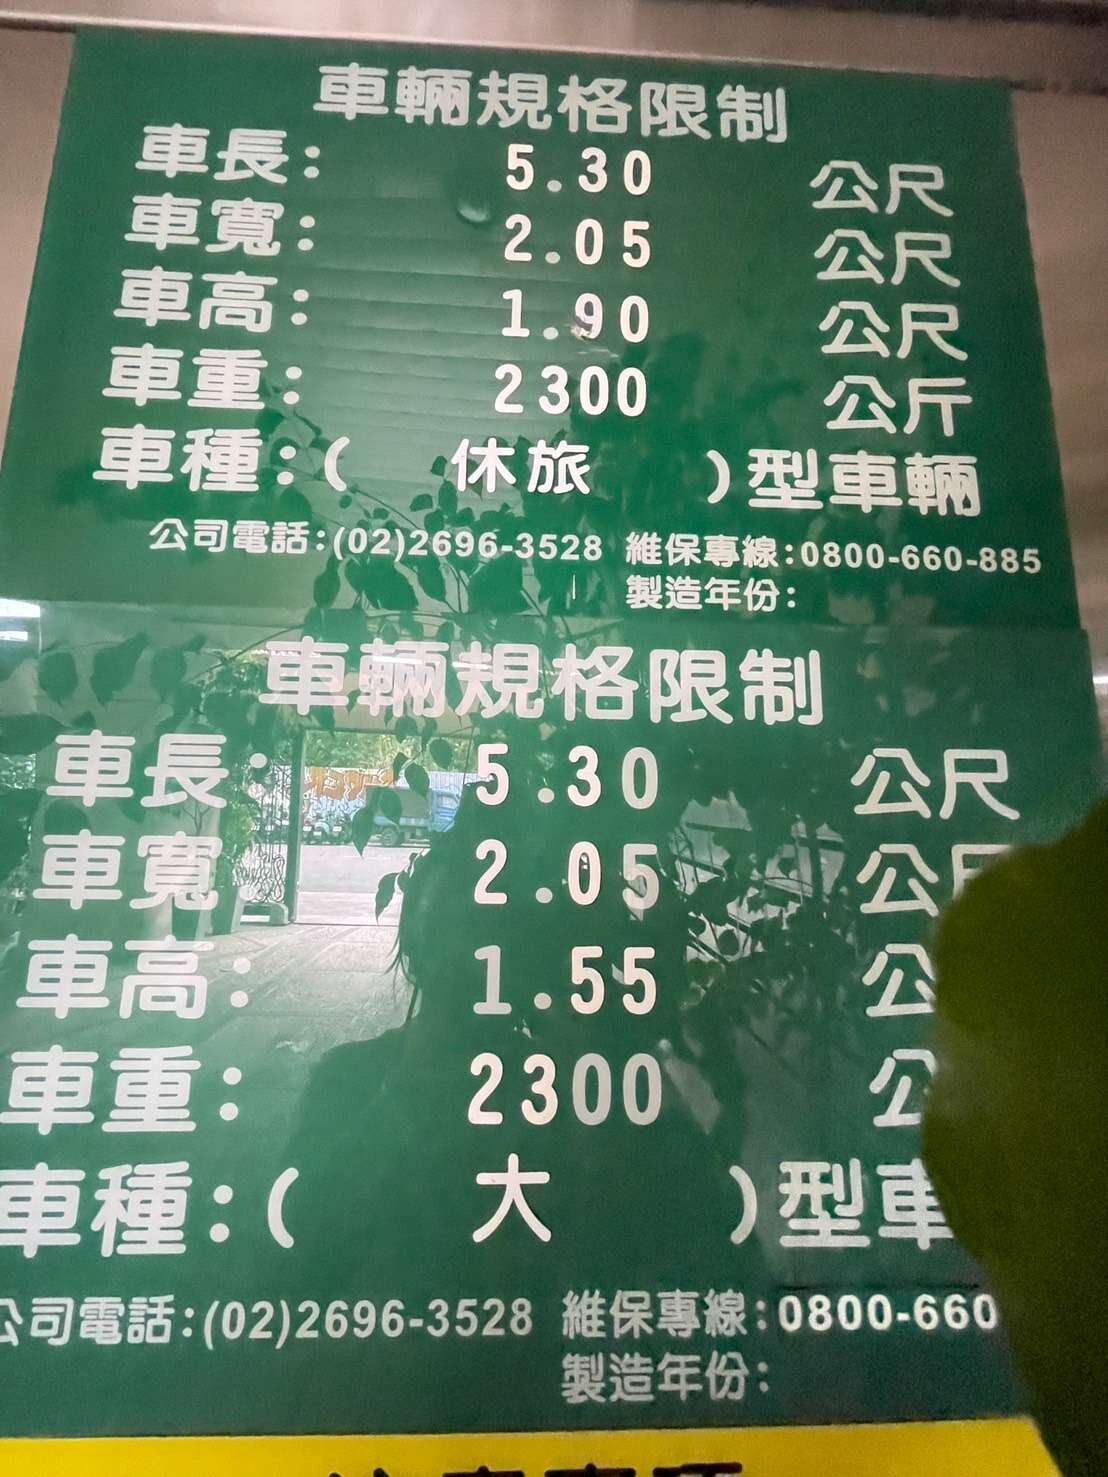 車輛規格限制
車長: 5.30 公尺
車寬: 2.05 公尺
車高: 1.90 公尺
車重: 2300 公斤
車種:( 休旅 )型車輛
公司電話:(02)2696-3528 維保專線:0800-660-885
製造年份:
車輛規格限制
車長: 5.30 公尺
車寬: 2.05 公
車高: 1.55 公
車重: 2300 公
車種:( 大 )型車
公司電話:(02)2696-3528 維保專線:0800-660
製造年份: